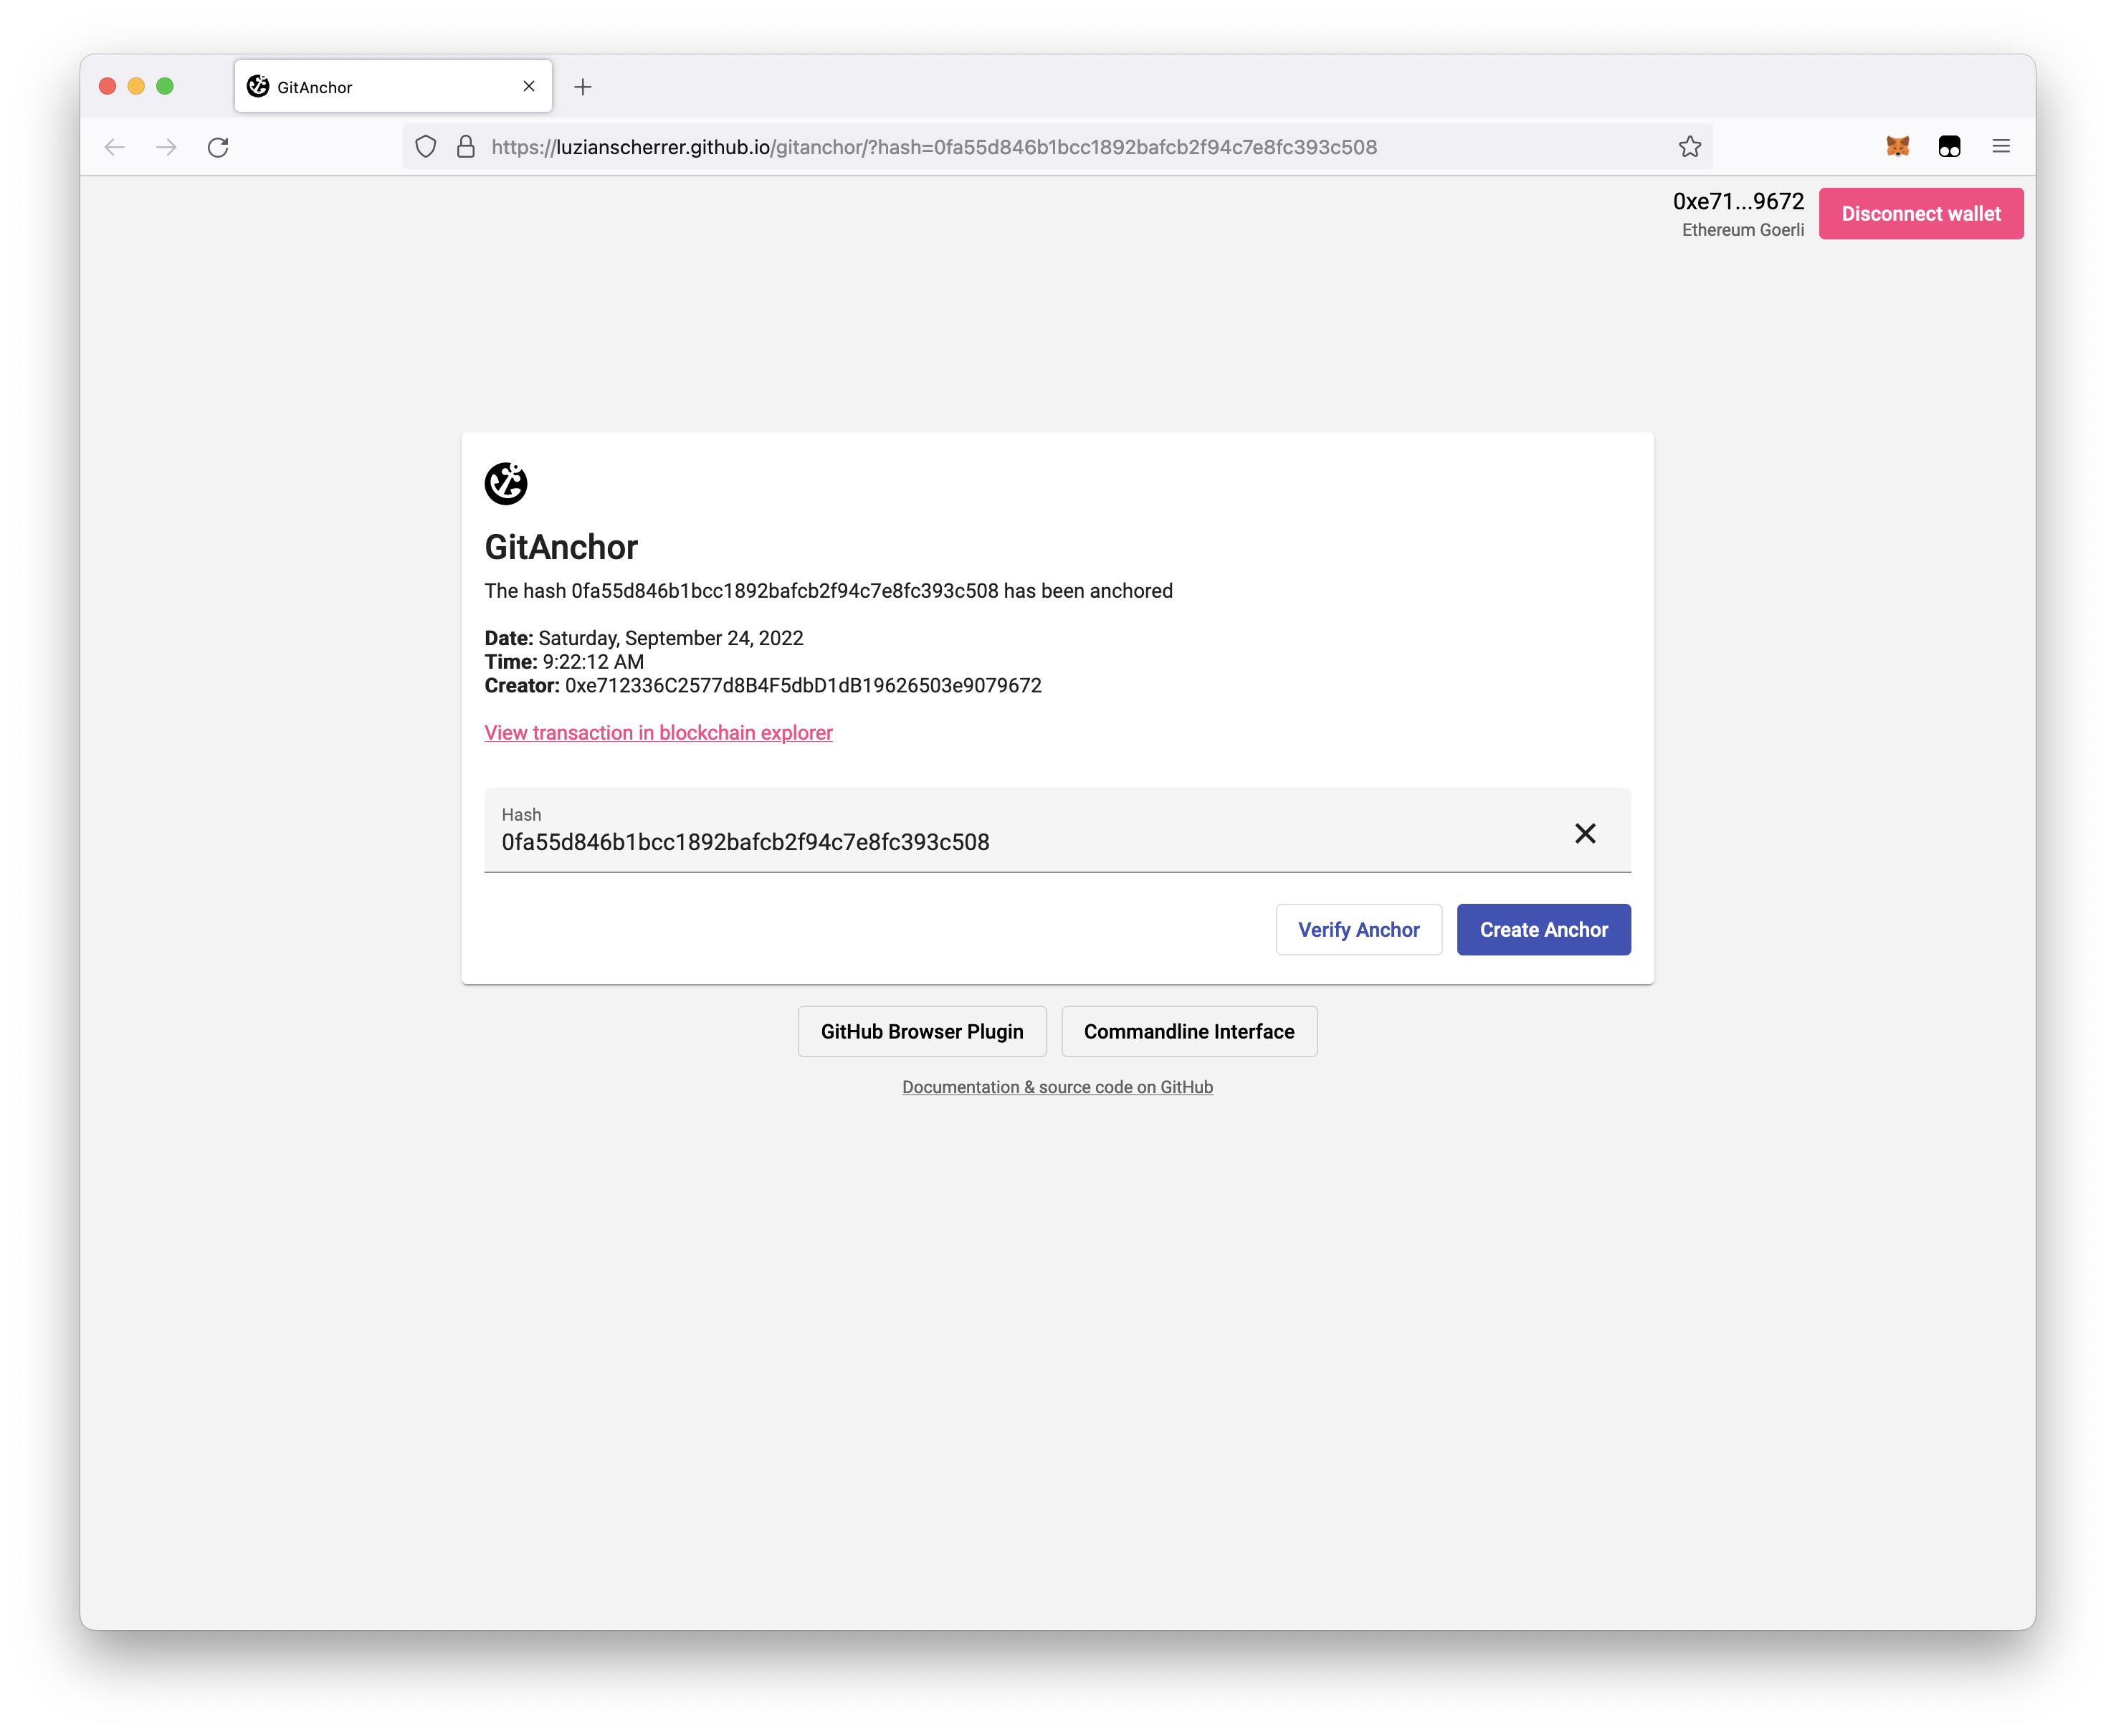 GitAnchor
https://luzianscherrer.github.io/gitanchor/?hash=0fa55d846b1bcc1892bafcb2f94c7e8fc393c508
0xe71...9672
Ethereum Goerli
Disconnect wallet
GitAnchor
The hash 0fa55d846b1bcc1892bafcb2f94c7e8fc393c508 has been anchored
Date: Saturday, September 24, 2022
Time: 9:22:12 AM
Creator: 0xe712336C2577d8B4F5dbD1dB19626503e9079672
View transaction in blockchain explorer
Hash
0fa55d846b1bcc1892bafcb2f94c7e8fc393c508
Verify Anchor
Create Anchor
GitHub Browser Plugin
Commandline Interface
Documentation & source code on GitHub